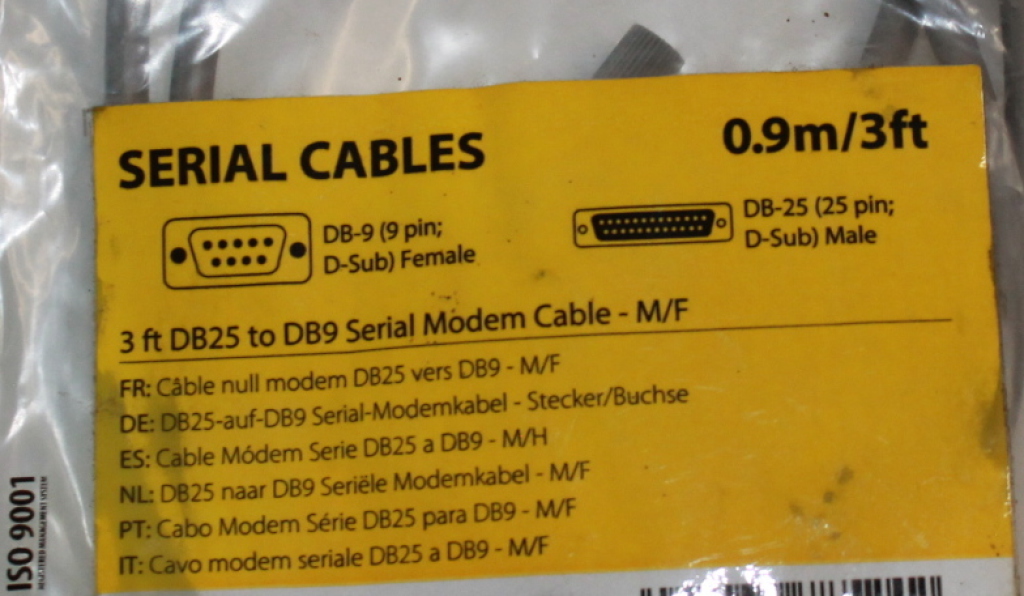 SERIAL CABLES
0.9m/3ft
DB-9 (9 pin;
D-Sub) Female
DB-25 (25 pin;
D-Sub) Male
3 ft DB25 to DB9 Serial Modem Cable - M/F
FR: Câble null modem DB25 vers DB9 - M/F
DE: DB25-auf-DB9 Serial-Modemkabel - Stecker/Buchse
ES: Cable Módem Serie DB25 a DB9 - M/H
NL: DB25 naar DB9 Seriële Modemkabel - M/F
PT: Cabo Modem Série DB25 para DB9 - M/F
IT: Cavo modem seriale DB25 a DB9 - M/F
ISO 9001
REGISTERED MANAGEMENT SYSTEM